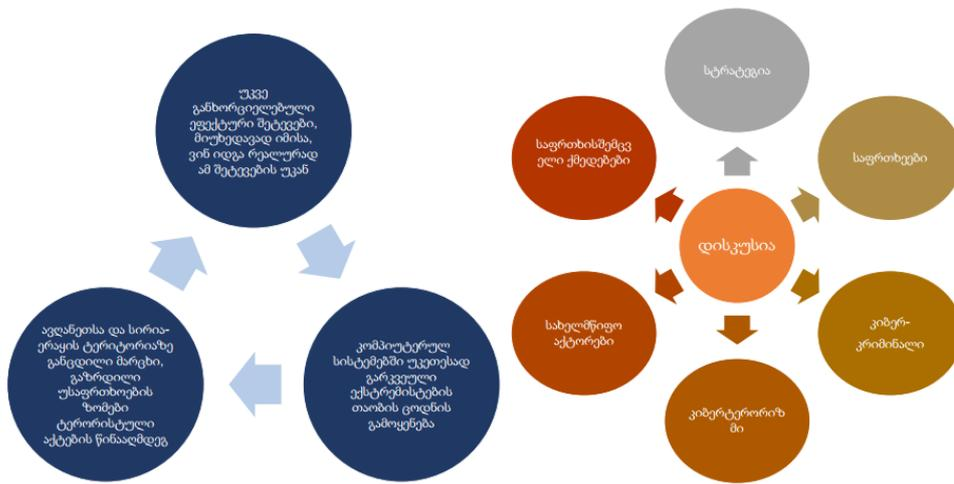 უკვე
განხორციელებული
ეფექტური შეტევები,
მიუხედავად იმისა,
ვინ იდგა რეალურად
ამ შეტევების უკან
კომპიუტერულ
სისტემებში უკეთესად
გარკვეული
ექსტრემისტების
თაობის ცოდნის
გამოყენება
ავღანეთსა და სირია-
ერაყის ტერიტორიაზე
განცდილი მარცხი,
გაზრდილი
უსაფრთხოების
ზომები
ტერორისტული
აქტების წინააღმდეგ
სტრატეგია
საფრთხეები
კიბერ-
კრიმინალი
კიბერტერორიზ
მი
სახელმწიფო
აქტორები
საფრთხისშემცვ
ელი ქმედებები
დისკუსია